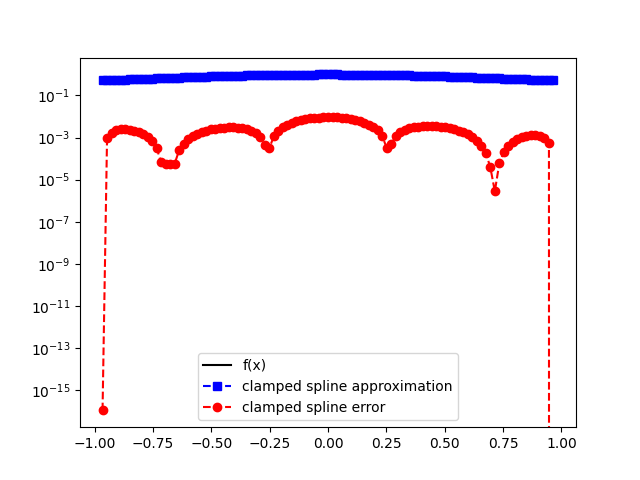 10⁻¹
10⁻³
10⁻⁵
10⁻⁷
10⁻⁹
10⁻¹¹
10⁻¹³
10⁻¹⁵
f(x)
clamped spline approximation
clamped spline error
−1.00 −0.75 −0.50 −0.25 0.00 0.25 0.50 0.75 1.00